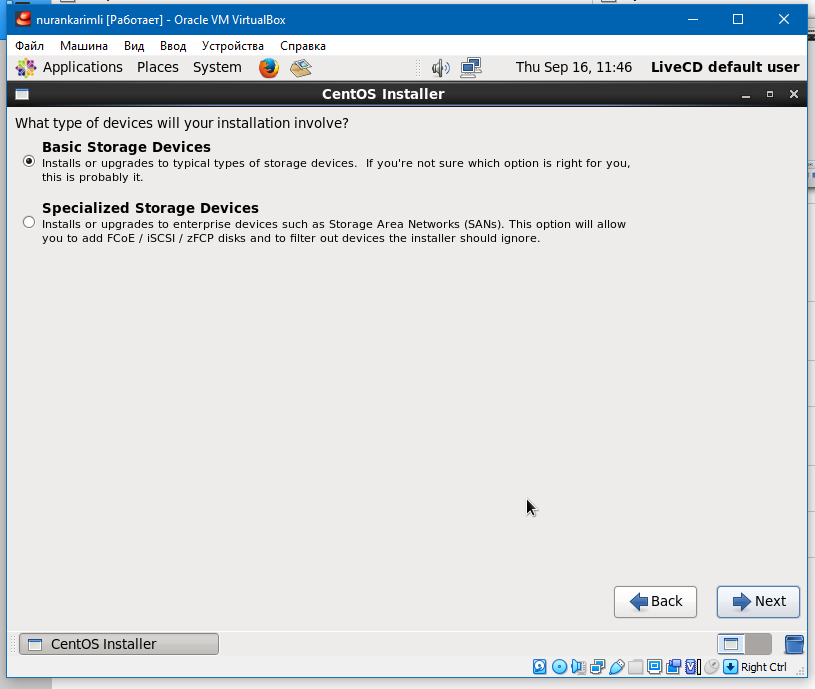 nurankarimli [Работает] - Oracle VM VirtualBox
Файл Машина Вид Ввод Устройства Справка
Applications Places System Thu Sep 16, 11:46 LiveCD default user
CentOS Installer
What type of devices will your installation involve?
Basic Storage Devices
Installs or upgrades to typical types of storage devices.  If you're not sure which option is right for you,
this is probably it.
Specialized Storage Devices
Installs or upgrades to enterprise devices such as Storage Area Networks (SANs). This option will allow
you to add FCoE / iSCSI / zFCP disks and to filter out devices the installer should ignore.
Back Next
CentOS Installer
Right Ctrl